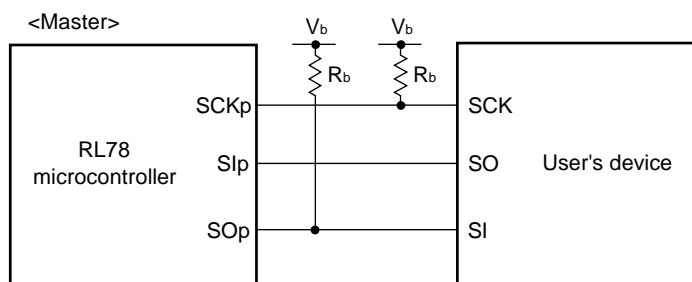 <Master>
Vb Vb
Rb Rb
SCKp SCK
RL78
microcontroller
SIp SO
User's device
SOp SI